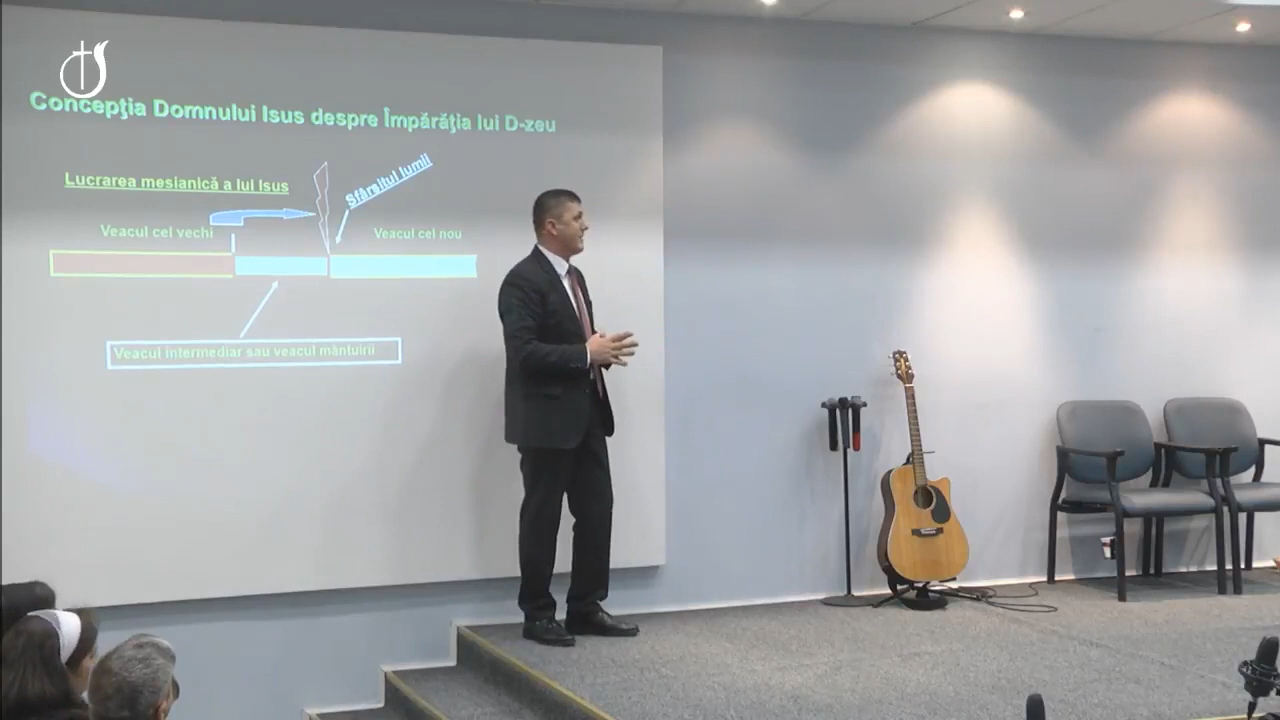 Concepţia Domnului Isus despre Împărăţia lui D-zeu
Lucrarea mesianică a lui Isus
Sfârşitul lumii
Veacul cel vechi
Veacul cel nou
Veacul intermediar sau veacul mântuirii